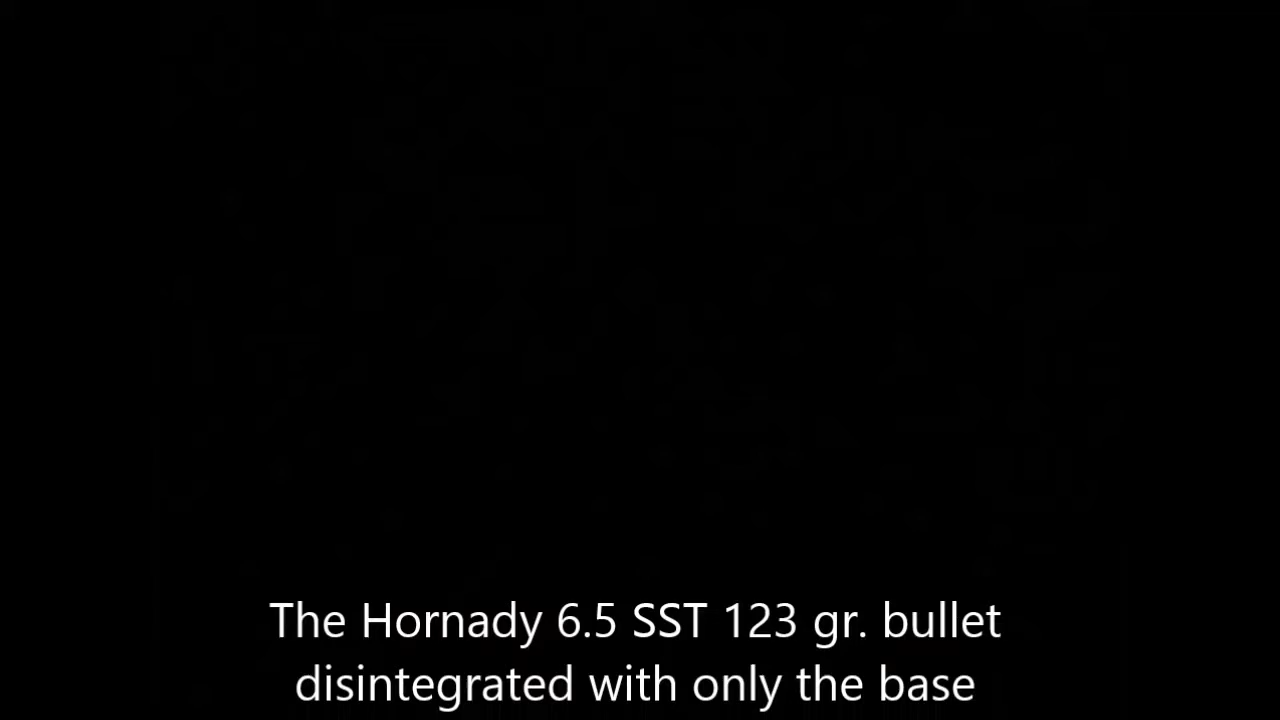 The Hornady 6.5 SST 123 gr. bullet
disintegrated with only the base